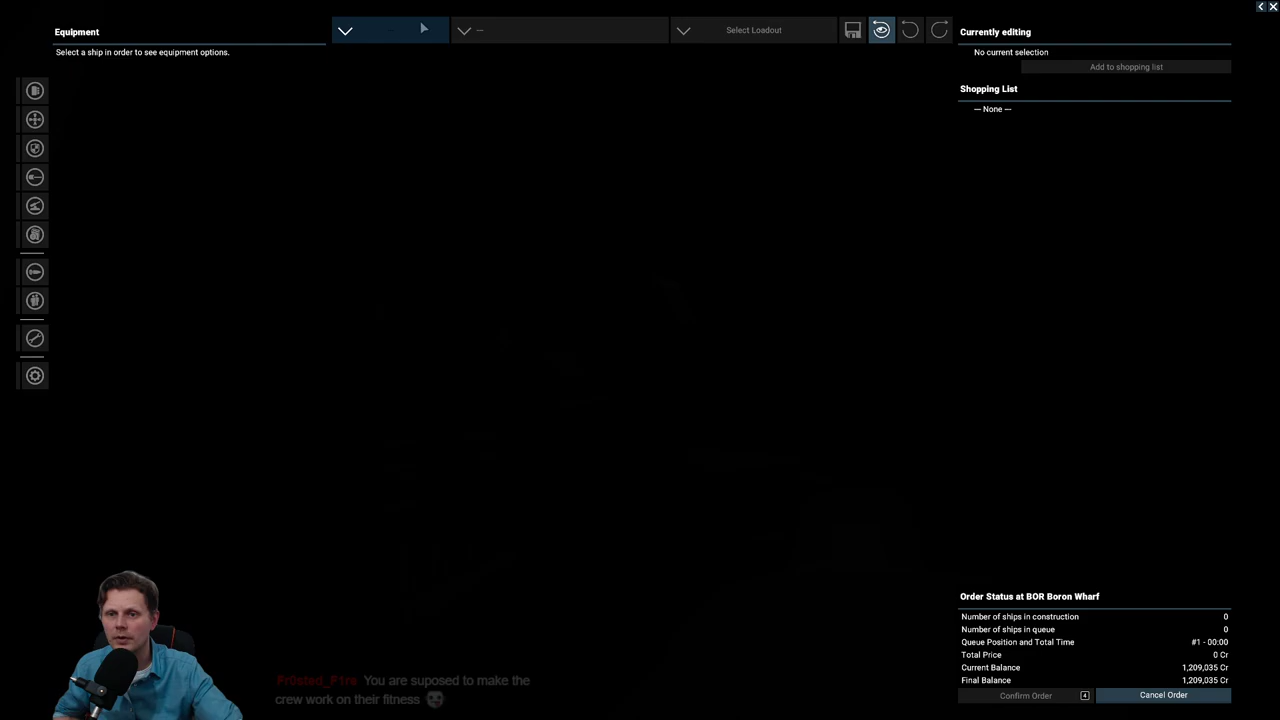 Equipment
Select a ship in order to see equipment options.
Select Loadout
Currently editing
No current selection
Add to shopping list
Shopping List
— None —
Order Status at BOR Boron Wharf
Number of ships in construction 0
Number of ships in queue 0
Queue Position and Total Time #1 - 00:00
Total Price 0 Cr
Current Balance 1,209,035 Cr
Final Balance 1,209,035 Cr
Confirm Order 4
Cancel Order
Fr0sted_F1re You are suposed to make the
crew work on their fitness